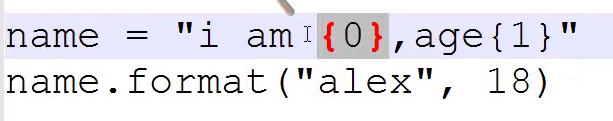 name = "i am {0},age{1}"
name.format("alex", 18)